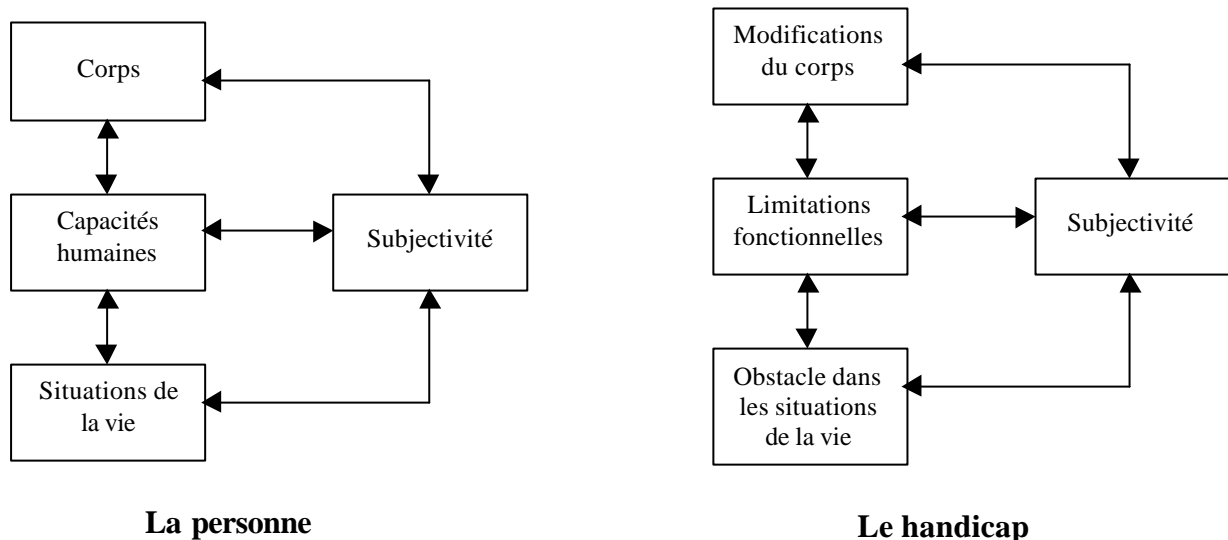 Corps
Capacités
humaines
Subjectivité
Situations de
la vie
La personne
Modifications
du corps
Limitations
fonctionnelles
Subjectivité
Obstacle dans
les situations
de la vie
Le handicap